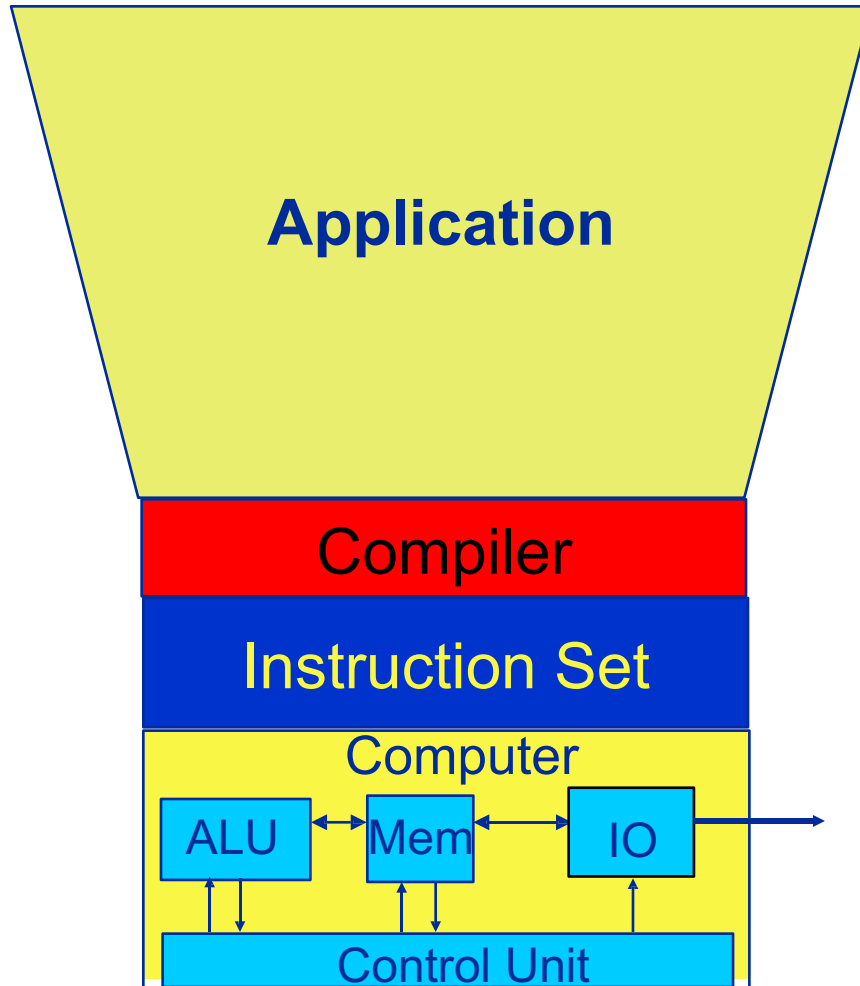 Application
Compiler
Instruction Set
Computer
ALU
Mem
IO
Control Unit